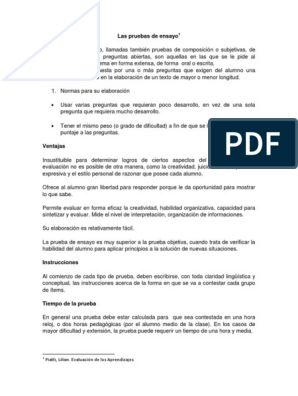 Las pruebas de ensayo1
o, llamadas también pruebas de composición o subjetivas, de
preguntas abiertas, son aquellas en las que se le pide al
ema en forma extensa, de forma oral o escrita.
esta por una o más preguntas que exigen del alumno una
en la elaboración de un texto de mayor o menor longitud.
1. Normas para su elaboración
• Usar varias preguntas que requieran poco desarrollo, en vez de una sola
pregunta que requiera mucho desarrollo.
• Tener el mismo peso (o grado de dificultad) a fin de que se
puntaje a las preguntas.
PDF
Ventajas
Insustituible para determinar logros de ciertos aspectos del
evaluación no es posible de otra manera, como la creatividad, juici
expresiva y el estilo personal de razonar que posee cada alumno.
Ofrece al alumno gran libertad para responder porque le da oportunidad para mostrar
lo que sabe.
Permite evaluar en forma eficaz la creatividad, habilidad organizativa, capacidad para
sintetizar y evaluar. Mide el nivel de interpretación, organización de informaciones.
Su elaboración es relativamente fácil.
La prueba de ensayo es muy superior a la prueba objetiva, cuando trata de verificar la
habilidad del alumno para aplicar principios a la solución de nuevas situaciones.
Instrucciones
Al comienzo de cada tipo de prueba, deben escribirse, con toda claridad lingüística y
conceptual, las instrucciones acerca de la forma en que se va a contestar cada grupo
de ítems.
Tiempo de la prueba
En general una prueba debe estar calculada para que sea contestada en una hora
reloj, o dos horas pedagógicas (por el alumno medio de la clase). En los casos de
mayor dificultad y extensión, la prueba puede requerir un tiempo de una hora y media.
1 Piatti, Lilian. Evaluación de los Aprendizajes